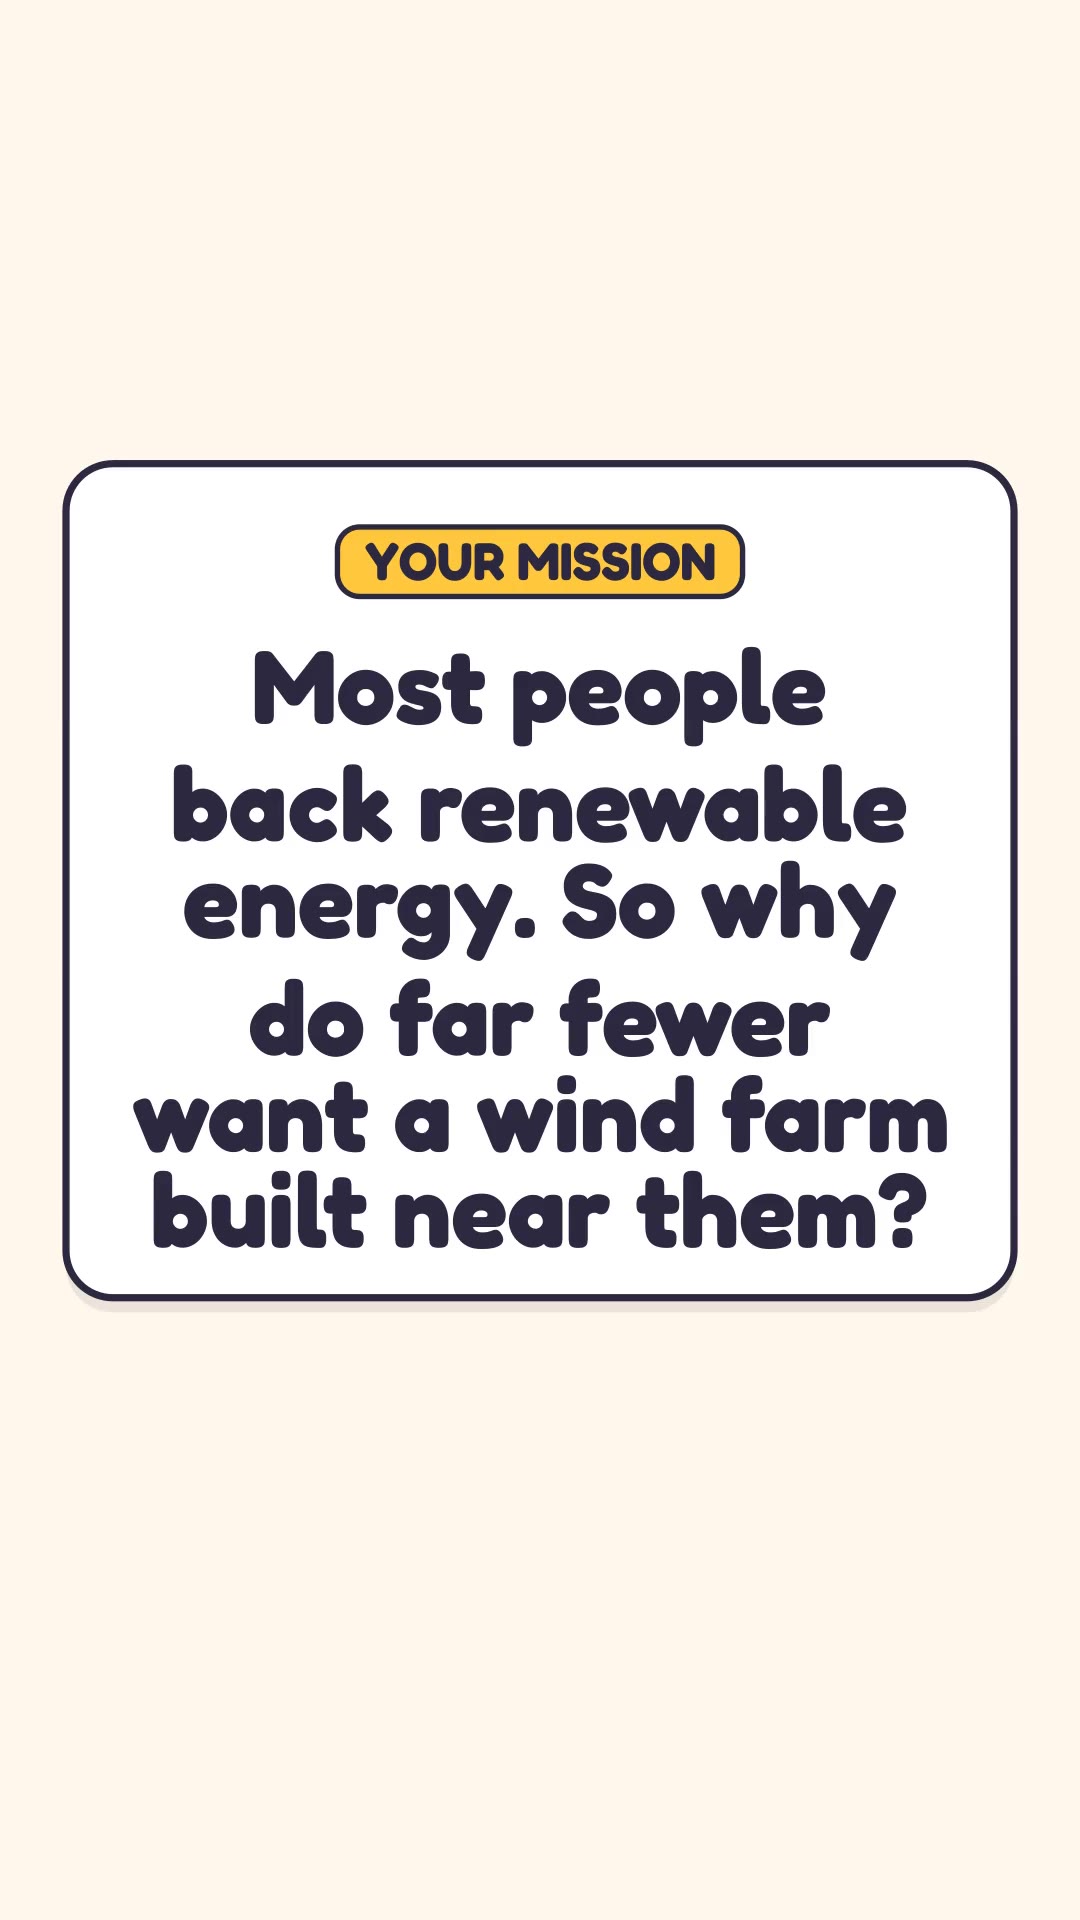 YOUR MISSION
Most people
back renewable
energy. So why
do far fewer
want a wind farm
built near them?